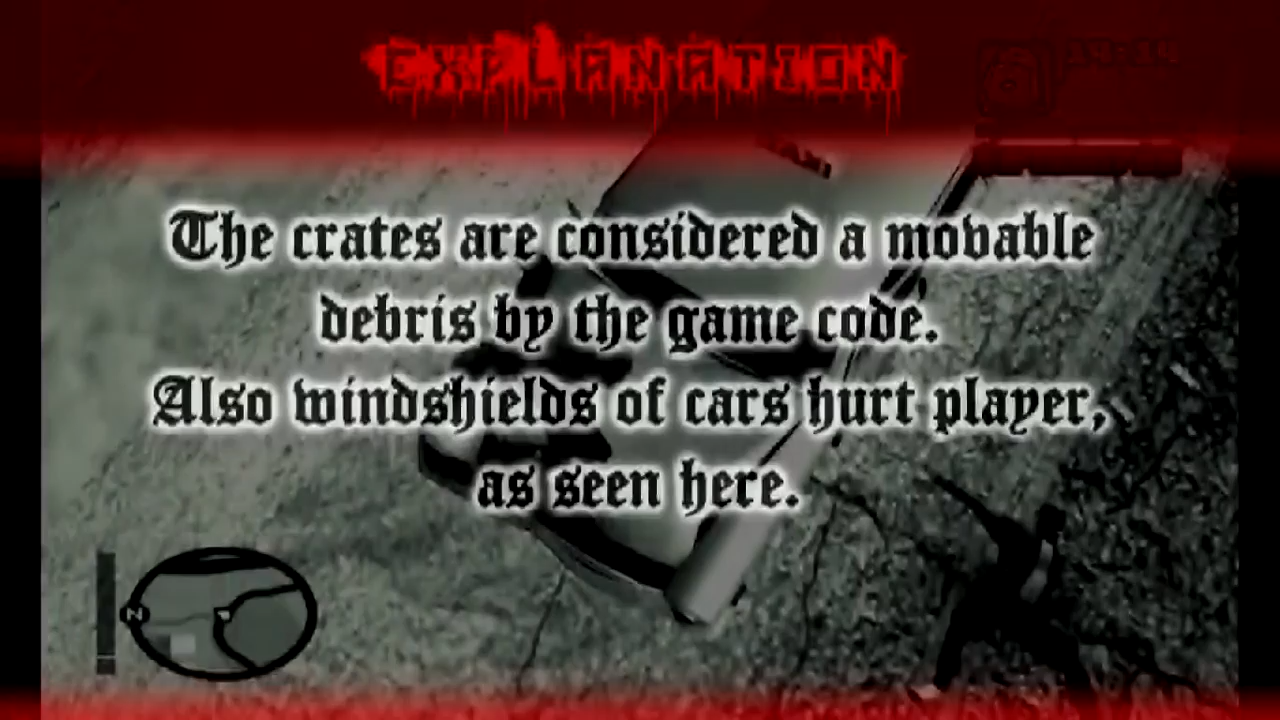 EXPLANATION
The crates are considered a movable
debris by the game code.
Also windshields of cars hurt player,
as seen here.
N